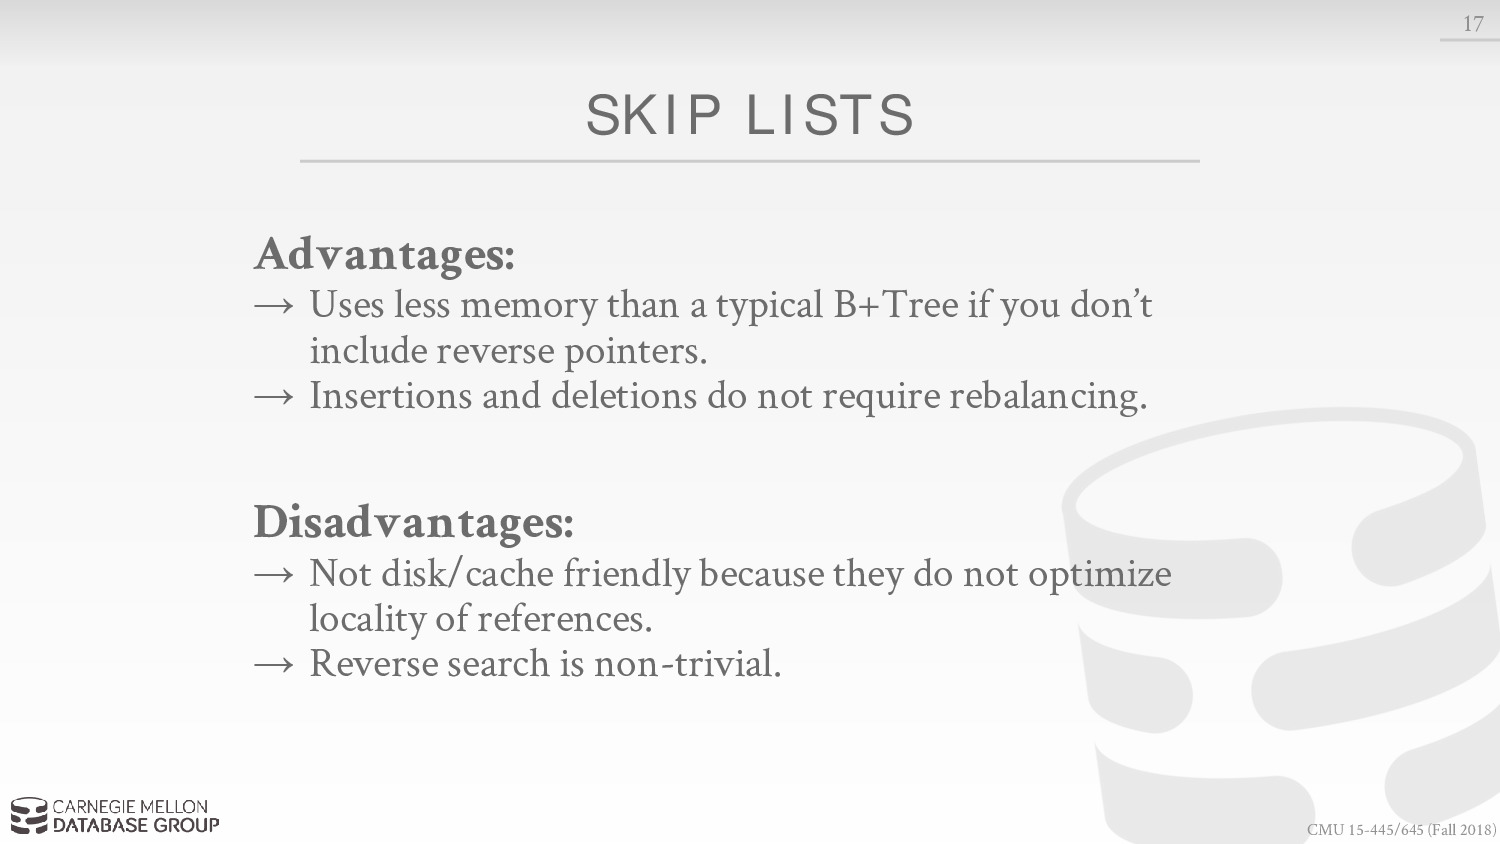 17
SKIP LISTS
Advantages:
→ Uses less memory than a typical B+Tree if you don’t
include reverse pointers.
→ Insertions and deletions do not require rebalancing.
Disadvantages:
→ Not disk/cache friendly because they do not optimize
locality of references.
→ Reverse search is non-trivial.
CARNEGIE MELLON
DATABASE GROUP
CMU 15-445/645 (Fall 2018)